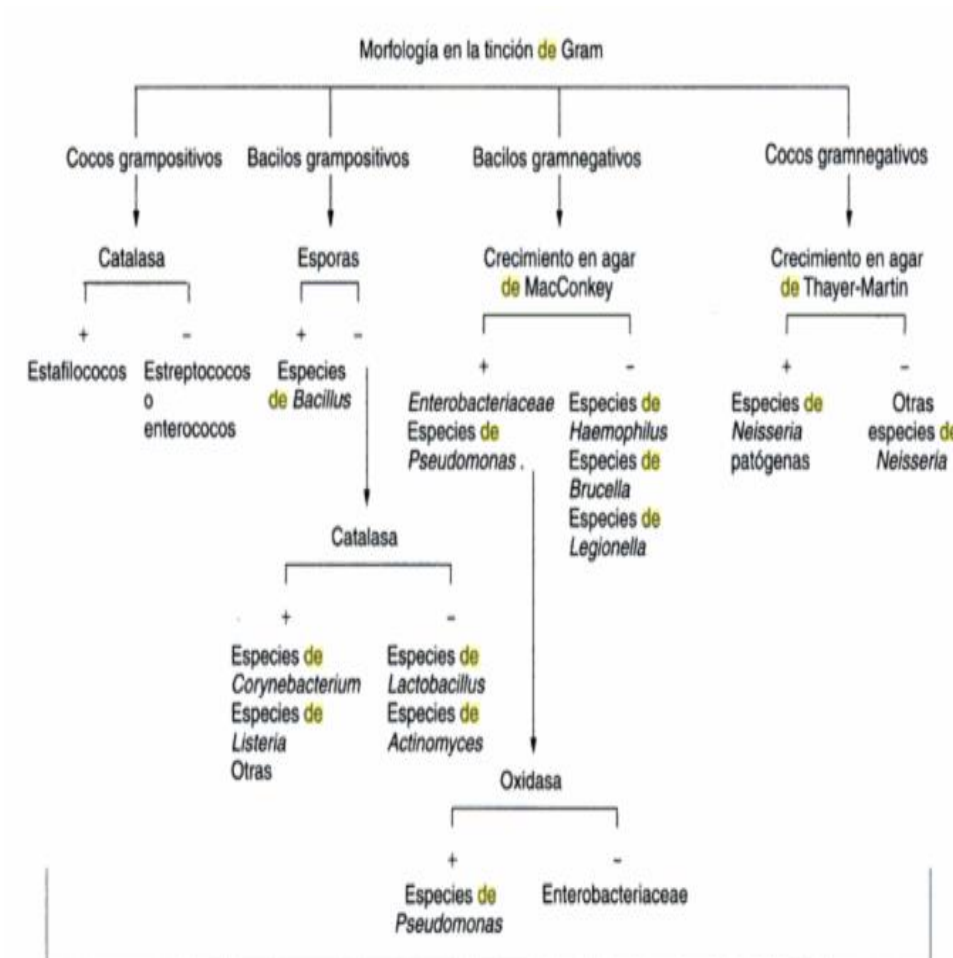 Morfología en la tinción de Gram
Cocos grampositivos
Bacilos grampositivos
Bacilos gramnegativos
Cocos gramnegativos
Catalasa
Esporas
Crecimiento en agar
de MacConkey
Crecimiento en agar
de Thayer-Martin
+
Estafilococos
–
Estreptococos
o
enterococos
+
Especies
de Bacillus
–
+
Enterobacteriaceae
Especies de
Pseudomonas .
–
Especies de
Haemophilus
Especies de
Brucella
Especies de
Legionella
+
Especies de
Neisseria
patógenas
–
Otras
especies de
Neisseria
Catalasa
+
Especies de
Corynebacterium
Especies de
Listeria
Otras
–
Especies de
Lactobacillus
Especies de
Actinomyces
Oxidasa
+
Especies de
Pseudomonas
–
Enterobacteriaceae